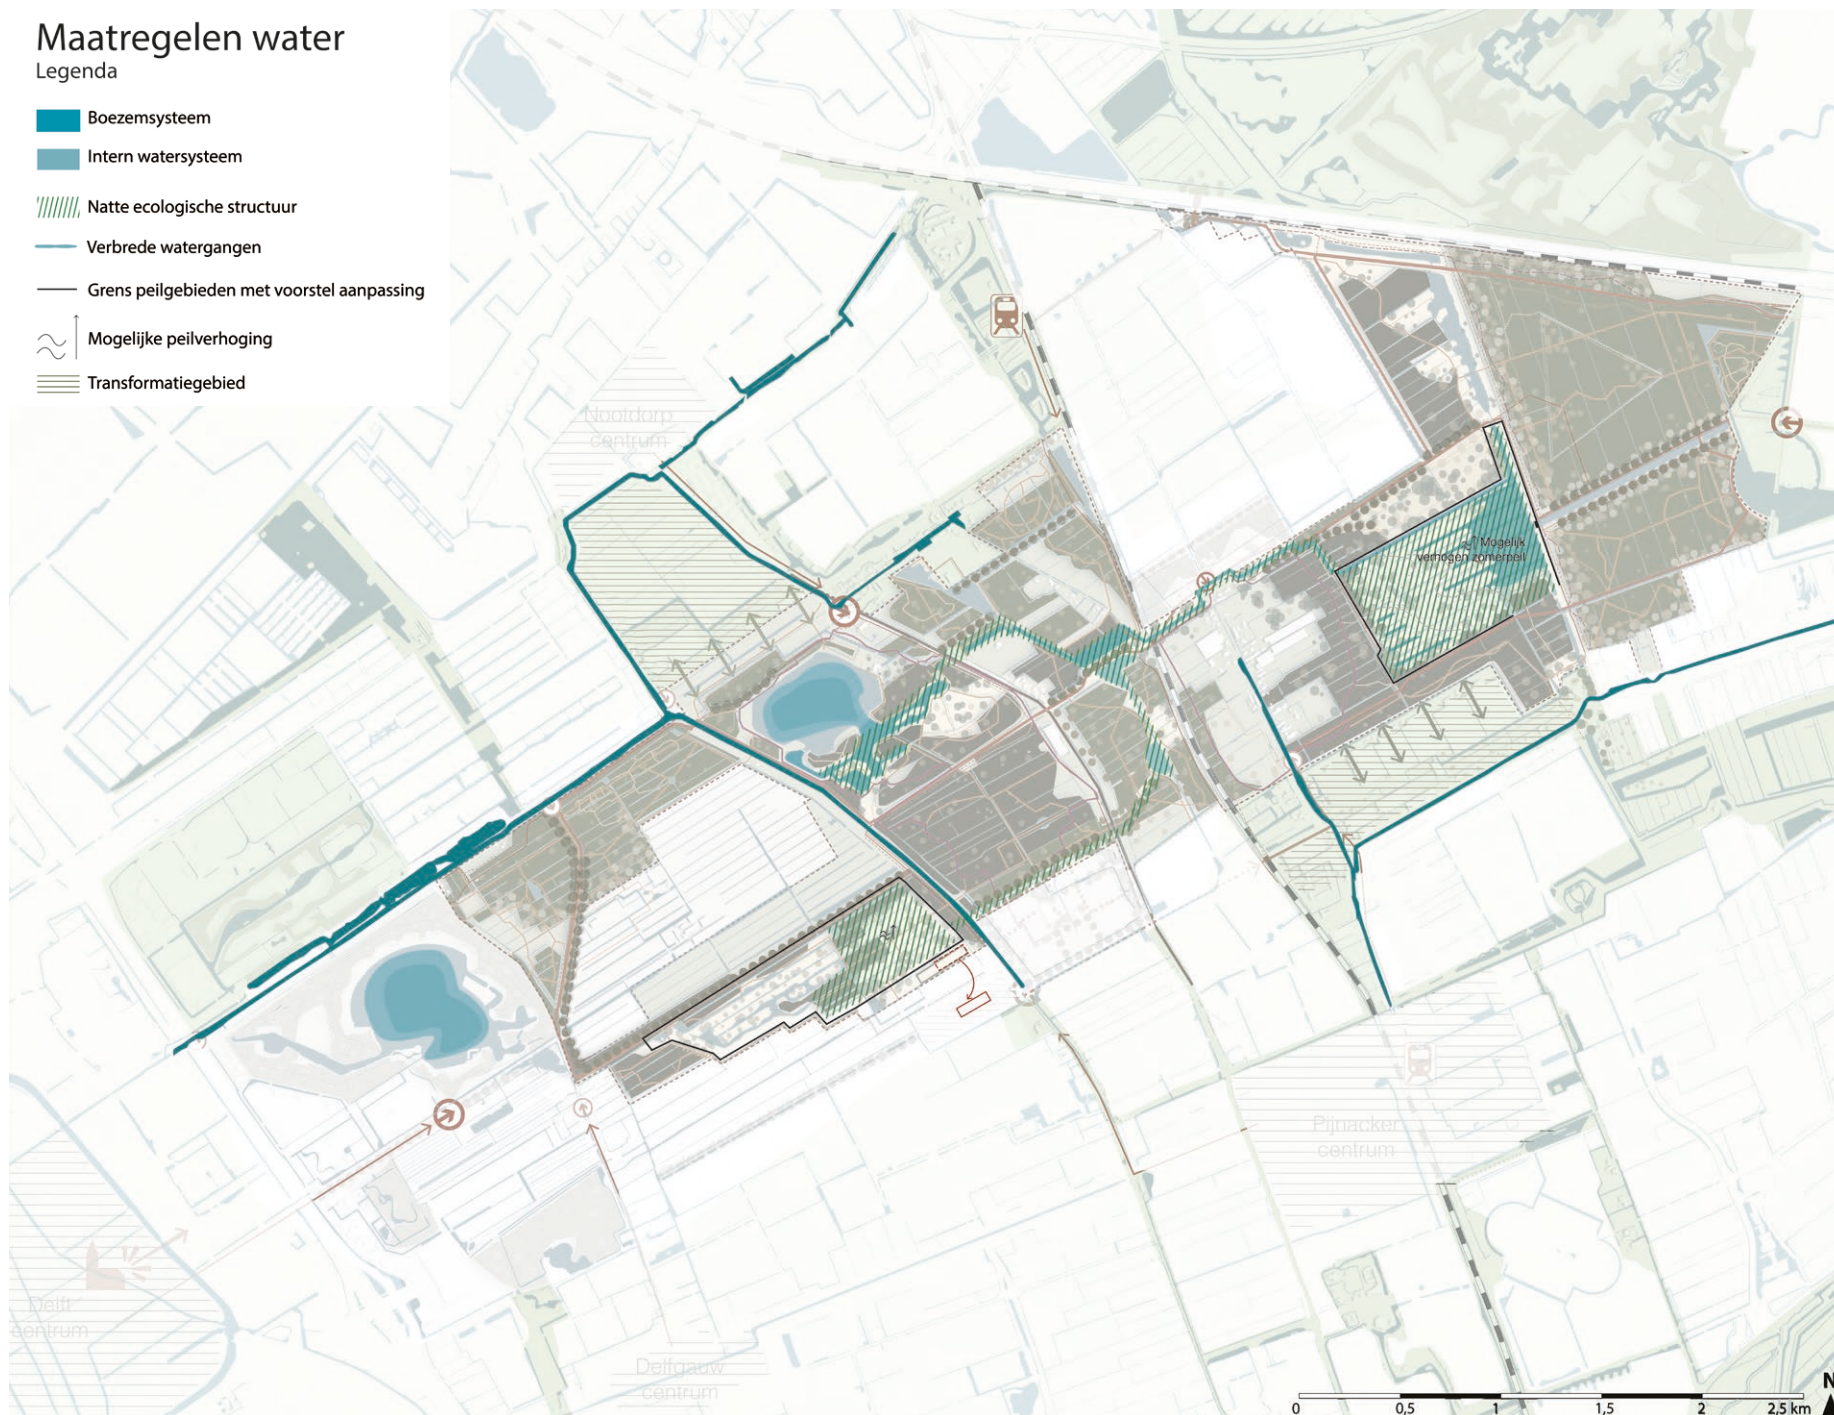 Maatregelen water
Legenda
Boezemsysteem
Intern watersysteem
Natte ecologische structuur
Verbrede watergangen
Grens peilgebieden met voorstel aanpassing
Mogelijke peilverhoging
Transformatiegebied
Nootdorp
centrum
Mogelijk
verhogen zomerpeil
Pijnacker
centrum
Delft
centrum
Delfgauw
centrum
N
0 0,5 1 1,5 2 2,5 km